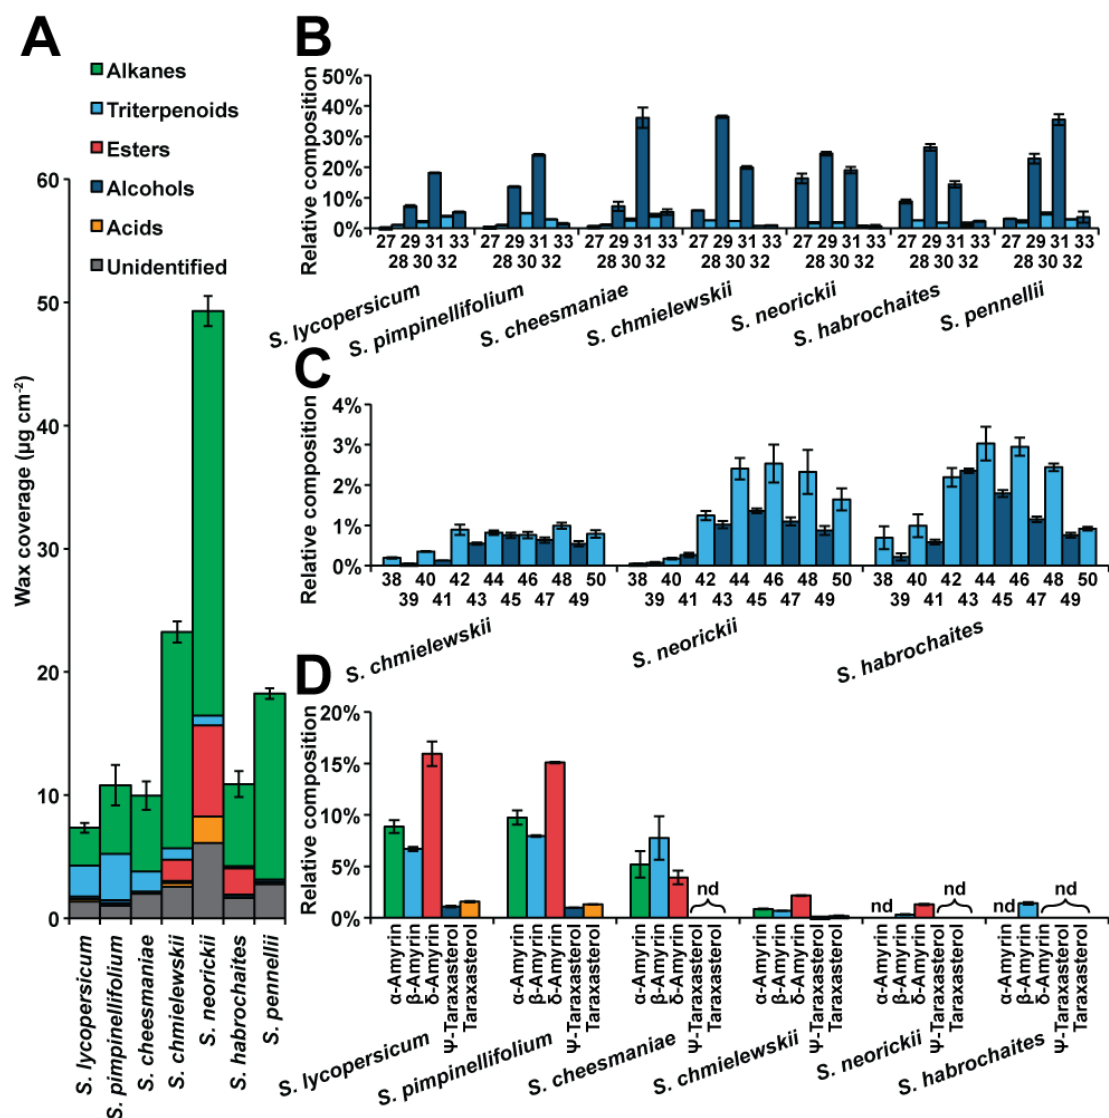 A
Alkanes
Triterpenoids
Esters
Alcohols
Acids
Unidentified
Wax coverage (µg cm-2)
60
50
40
30
20
10
0
S. lycopersicum
S. pimpinellifolium
S. cheesmaniae
S. chmielewskii
S. neorickii
S. habrochaites
S. pennellii
B
Relative composition
50%
40%
30%
20%
10%
0%
27 29 31 33 27 29 31 33 27 29 31 33 27 29 31 33 27 29 31 33 27 29 31 33 27 29 31 33
28 30 32 28 30 32 28 30 32 28 30 32 28 30 32 28 30 32 28 30 32
S. lycopersicum
S. pimpinellifolium
S. cheesmaniae
S. chmielewskii
S. neorickii
S. habrochaites
S. pennellii
C
Relative composition
4%
3%
2%
1%
0%
38 40 42 44 46 48 50 38 40 42 44 46 48 50 38 40 42 44 46 48 50
39 41 43 45 47 49 39 41 43 45 47 49 39 41 43 45 47 49
S. chmielewskii
S. neorickii
S. habrochaites
D
Relative composition
20%
15%
10%
5%
0%
nd
nd
nd
nd
nd
α-Amyrin
β-Amyrin
δ-Amyrin
Ψ-Taraxasterol
Taraxasterol
α-Amyrin
β-Amyrin
δ-Amyrin
Ψ-Taraxasterol
Taraxasterol
α-Amyrin
β-Amyrin
δ-Amyrin
Ψ-Taraxasterol
Taraxasterol
α-Amyrin
β-Amyrin
δ-Amyrin
Ψ-Taraxasterol
Taraxasterol
α-Amyrin
β-Amyrin
δ-Amyrin
Ψ-Taraxasterol
Taraxasterol
α-Amyrin
β-Amyrin
δ-Amyrin
Ψ-Taraxasterol
Taraxasterol
S. lycopersicum
S. pimpinellifolium
S. cheesmaniae
S. chmielewskii
S. neorickii
S. habrochaites